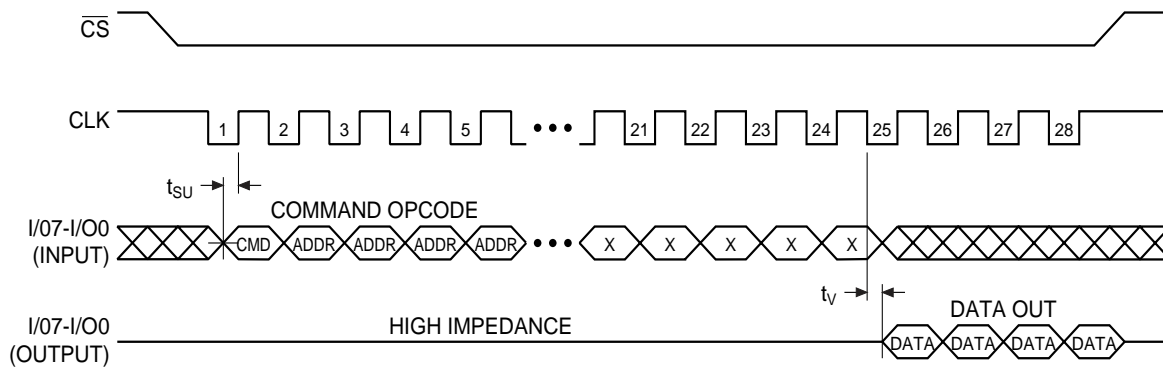 CS
CLK
1 2 3 4 5 ••• 21 22 23 24 25 26 27 28
tSU
COMMAND OPCODE
I/07-I/O0
(INPUT)
CMD ADDR ADDR ADDR ADDR ••• X X X X X
tV
DATA OUT
I/07-I/O0
(OUTPUT)
HIGH IMPEDANCE
DATA DATA DATA DATA